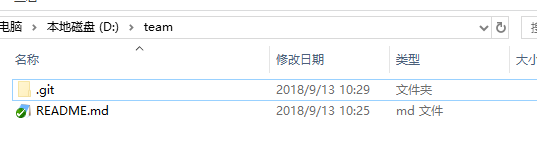 电脑 › 本地磁盘 (D:) › team
名称 修改日期 类型 大小
.git 2018/9/13 10:29 文件夹
README.md 2018/9/13 10:25 md 文件